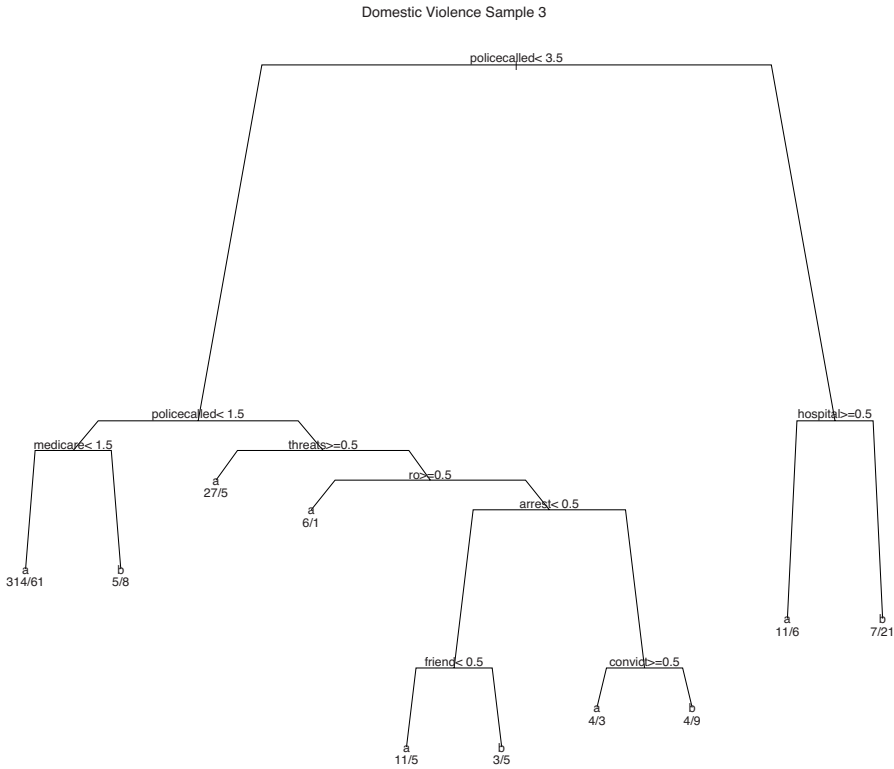 Domestic Violence Sample 3
policecalled< 3.5
policecalled< 1.5
hospital>=0.5
medicare< 1.5
threats>=0.5
ro>=0.5
a
27/5
arrest< 0.5
a
6/1
a
314/61
b
5/8
a
11/6
b
7/21
friend< 0.5
convict>=0.5
a
4/3
b
4/9
a
11/5
b
3/5